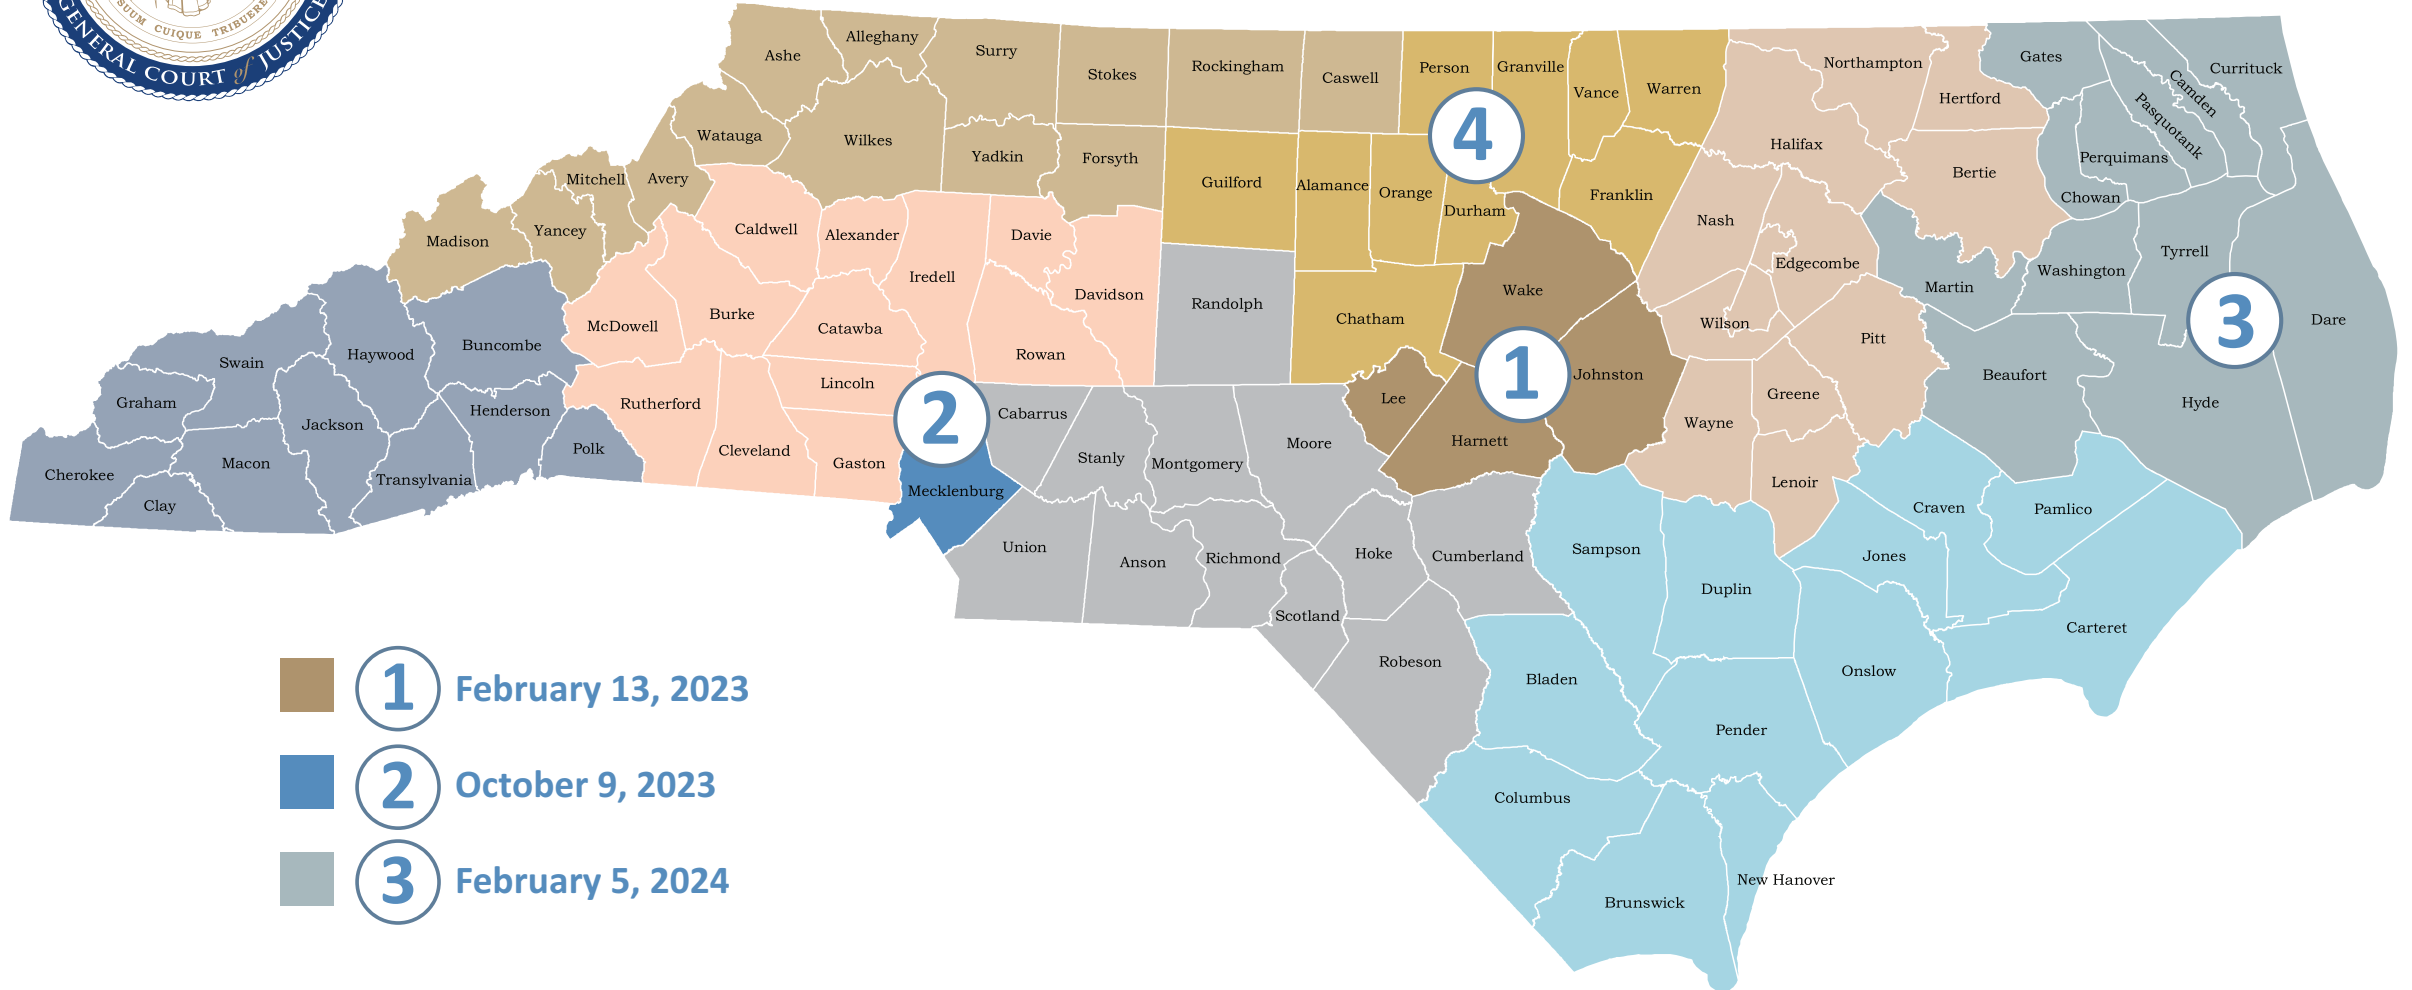 SUUM CUIQUE TRIBUERE
GENERAL COURT of JUSTICE
Ashe
Alleghany
Surry
Stokes
Rockingham
Caswell
Person
Granville
Vance
Warren
Northampton
Hertford
Gates
Camden
Currituck
Pasquotank
Perquimans
Chowan
Watauga
Wilkes
Yadkin
Forsyth
Guilford
Alamance
Orange
Durham
4
Franklin
Halifax
Bertie
Mitchell
Avery
Yancey
Madison
Caldwell
Alexander
Iredell
Davie
Davidson
Randolph
Chatham
Wake
Nash
Edgecombe
Martin
Washington
Tyrrell
Dare
3
McDowell
Burke
Catawba
Rowan
Wilson
Pitt
Beaufort
Hyde
Swain
Haywood
Buncombe
Graham
Jackson
Henderson
Polk
Rutherford
Cleveland
Lincoln
Gaston
2
Cabarrus
Stanly
Montgomery
Moore
Lee
Harnett
1
Johnston
Wayne
Greene
Lenoir
Craven
Pamlico
Cherokee
Clay
Macon
Transylvania
Mecklenburg
Union
Anson
Richmond
Scotland
Hoke
Cumberland
Sampson
Duplin
Jones
Carteret
Onslow
Robeson
Bladen
Pender
Columbus
Brunswick
New Hanover
1 February 13, 2023
2 October 9, 2023
3 February 5, 2024